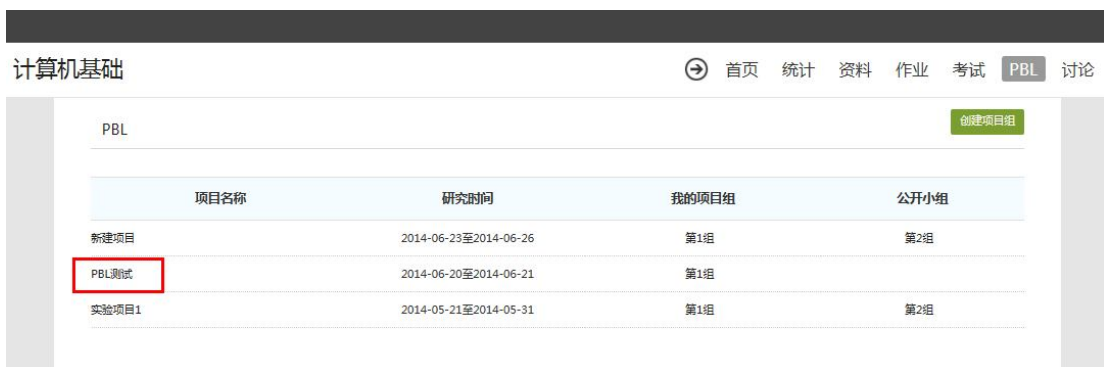 计算机基础 首页 统计 资料 作业 考试 PBL 讨论
PBL 创建项目组
项目名称 研究时间 我的项目组 公开小组
新建项目 2014-06-23至2014-06-26 第1组 第2组
PBL测试 2014-06-20至2014-06-21 第1组
实验项目1 2014-05-21至2014-05-31 第1组 第2组